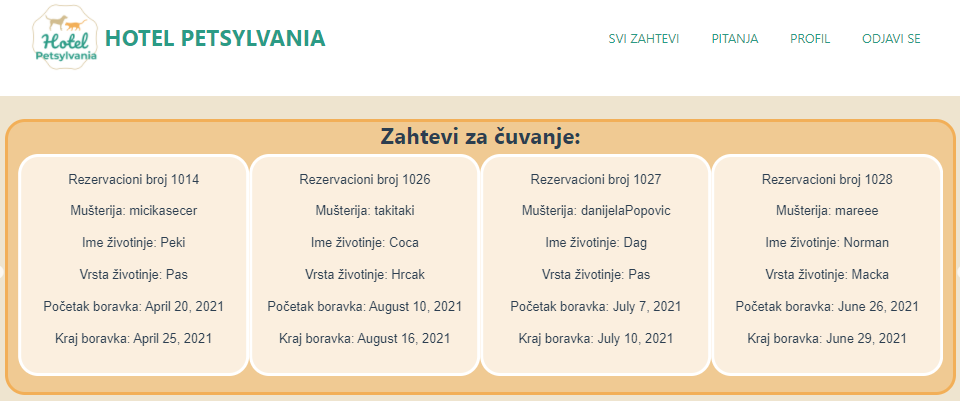 Hotel
Petsylvania
HOTEL PETSYLVANIA
SVI ZAHTEVI
PITANJA
PROFIL
ODJAVI SE
Zahtevi za čuvanje:
Rezervacioni broj 1014
Mušterija: micikasecer
Ime životinje: Peki
Vrsta životinje: Pas
Početak boravka: April 20, 2021
Kraj boravka: April 25, 2021
Rezervacioni broj 1026
Mušterija: takitaki
Ime životinje: Coca
Vrsta životinje: Hrcak
Početak boravka: August 10, 2021
Kraj boravka: August 16, 2021
Rezervacioni broj 1027
Mušterija: danijelaPopovic
Ime životinje: Dag
Vrsta životinje: Pas
Početak boravka: July 7, 2021
Kraj boravka: July 10, 2021
Rezervacioni broj 1028
Mušterija: mareee
Ime životinje: Norman
Vrsta životinje: Macka
Početak boravka: June 26, 2021
Kraj boravka: June 29, 2021